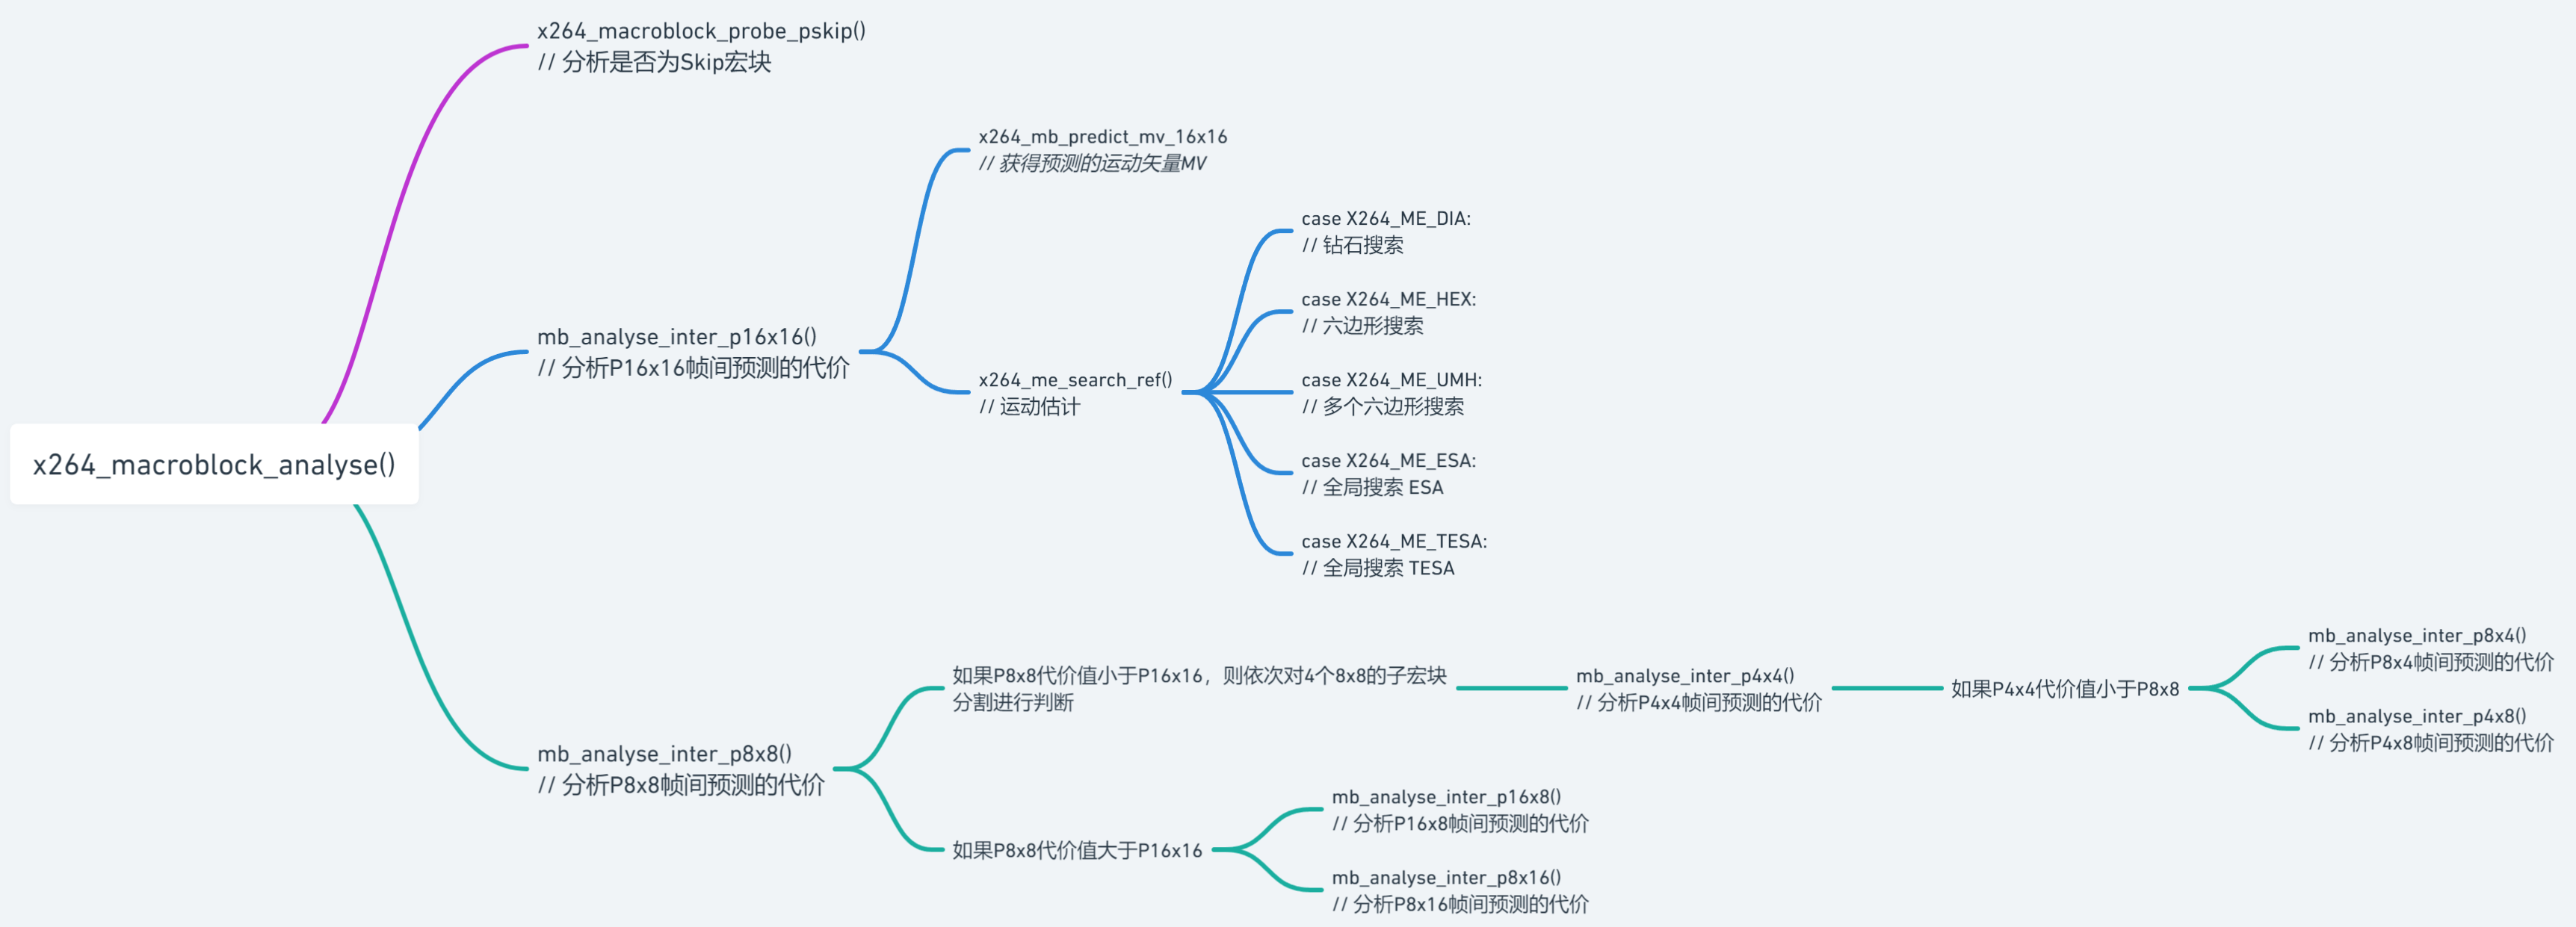 x264_macroblock_analyse()
x264_macroblock_probe_pskip()
// 分析是否为Skip宏块
mb_analyse_inter_p16x16()
// 分析P16x16帧间预测的代价
x264_mb_predict_mv_16x16
// 获得预测的运动矢量MV
x264_me_search_ref()
// 运动估计
case X264_ME_DIA:
// 钻石搜索
case X264_ME_HEX:
// 六边形搜索
case X264_ME_UMH:
// 多个六边形搜索
case X264_ME_ESA:
// 全局搜索 ESA
case X264_ME_TESA:
// 全局搜索 TESA
mb_analyse_inter_p8x8()
// 分析P8x8帧间预测的代价
如果P8x8代价值小于P16x16，则依次对4个8x8的子宏块
分割进行判断
mb_analyse_inter_p4x4()
// 分析P4x4帧间预测的代价
如果P4x4代价值小于P8x8
mb_analyse_inter_p8x4()
// 分析P8x4帧间预测的代价
mb_analyse_inter_p4x8()
// 分析P4x8帧间预测的代价
如果P8x8代价值大于P16x16
mb_analyse_inter_p16x8()
// 分析P16x8帧间预测的代价
mb_analyse_inter_p8x16()
// 分析P8x16帧间预测的代价